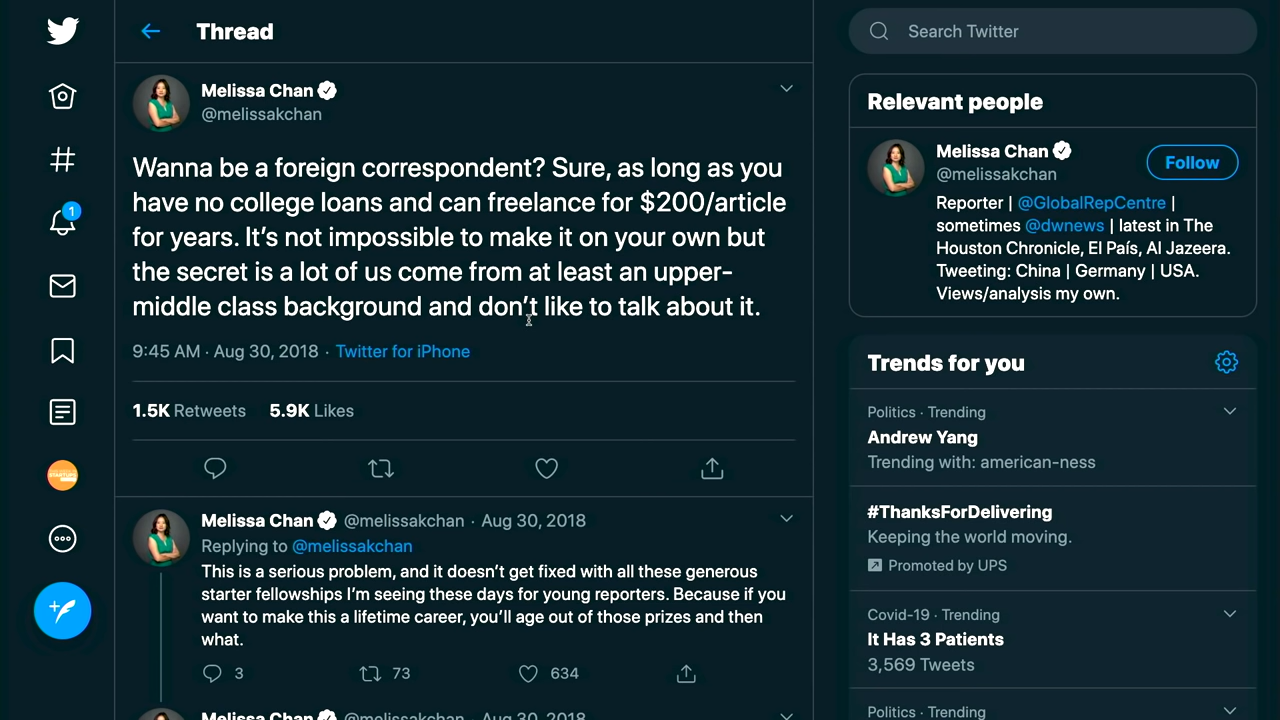 Thread
Melissa Chan
@melissakchan
Wanna be a foreign correspondent? Sure, as long as you
have no college loans and can freelance for $200/article
for years. It’s not impossible to make it on your own but
the secret is a lot of us come from at least an upper-
middle class background and don’t like to talk about it.
9:45 AM · Aug 30, 2018 · Twitter for iPhone
1.5K Retweets 5.9K Likes
Melissa Chan @melissakchan · Aug 30, 2018
Replying to @melissakchan
This is a serious problem, and it doesn’t get fixed with all these generous
starter fellowships I’m seeing these days for young reporters. Because if you
want to make this a lifetime career, you’ll age out of those prizes and then
what.
3 73 634
Melissa Chan @melissakchan · Aug 30, 2018
1
Search Twitter
Relevant people
Melissa Chan
@melissakchan
Follow
Reporter | @GlobalRepCentre |
sometimes @dwnews | latest in The
Houston Chronicle, El País, Al Jazeera.
Tweeting: China | Germany | USA.
Views/analysis my own.
Trends for you
Politics · Trending
Andrew Yang
Trending with: american-ness
#ThanksForDelivering
Keeping the world moving.
Promoted by UPS
Covid-19 · Trending
It Has 3 Patients
3,569 Tweets
Politics · Trending